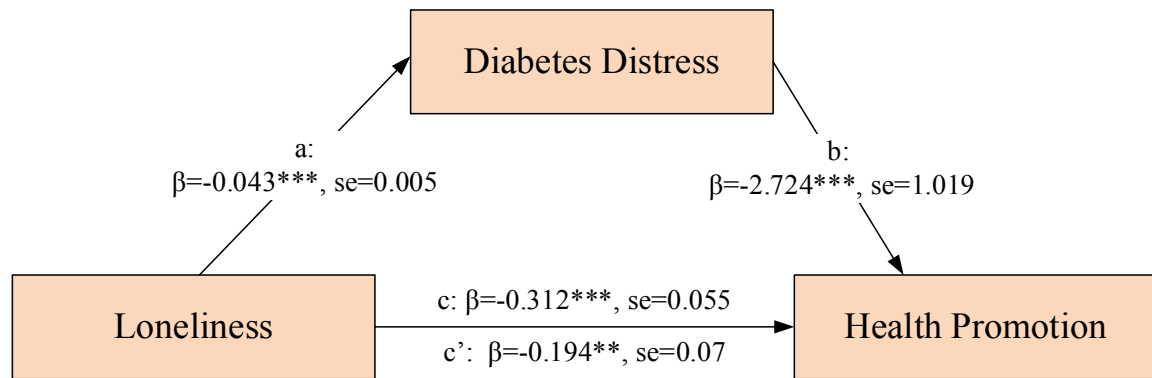 Diabetes Distress
a:
β=-0.043***, se=0.005
b:
β=-2.724***, se=1.019
Loneliness
c: β=-0.312***, se=0.055
c’: β=-0.194**, se=0.07
Health Promotion